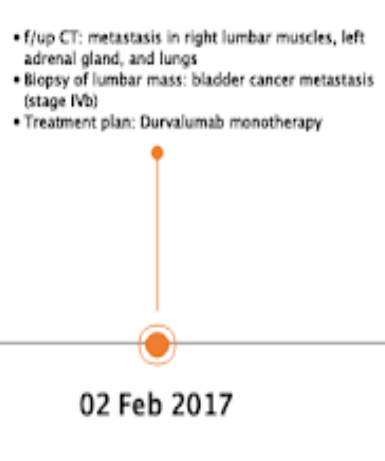 • f/up CT: metastasis in right lumbar muscles, left
adrenal gland, and lungs
• Biopsy of lumbar mass: bladder cancer metastasis
(stage IVb)
• Treatment plan: Durvalumab monotherapy
02 Feb 2017